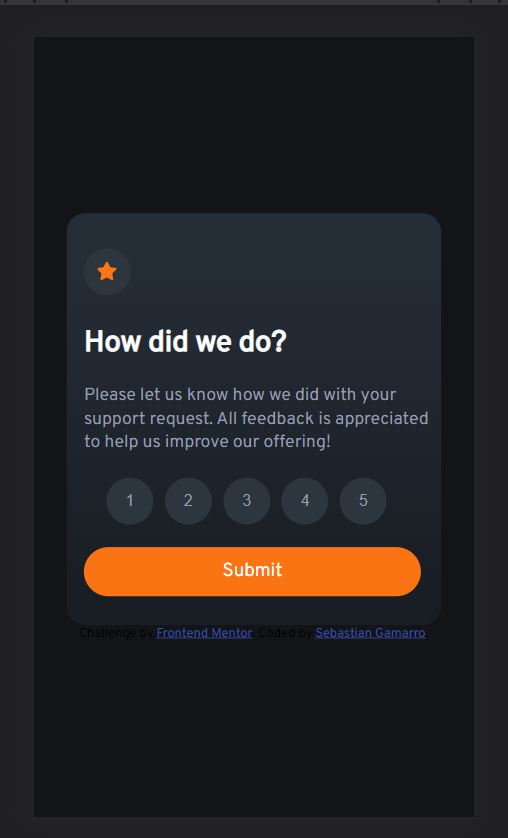 How did we do?
Please let us know how we did with your
support request. All feedback is appreciated
to help us improve our offering!
1 2 3 4 5
Submit
Challenge by Frontend Mentor. Coded by Sebastian Gamarro